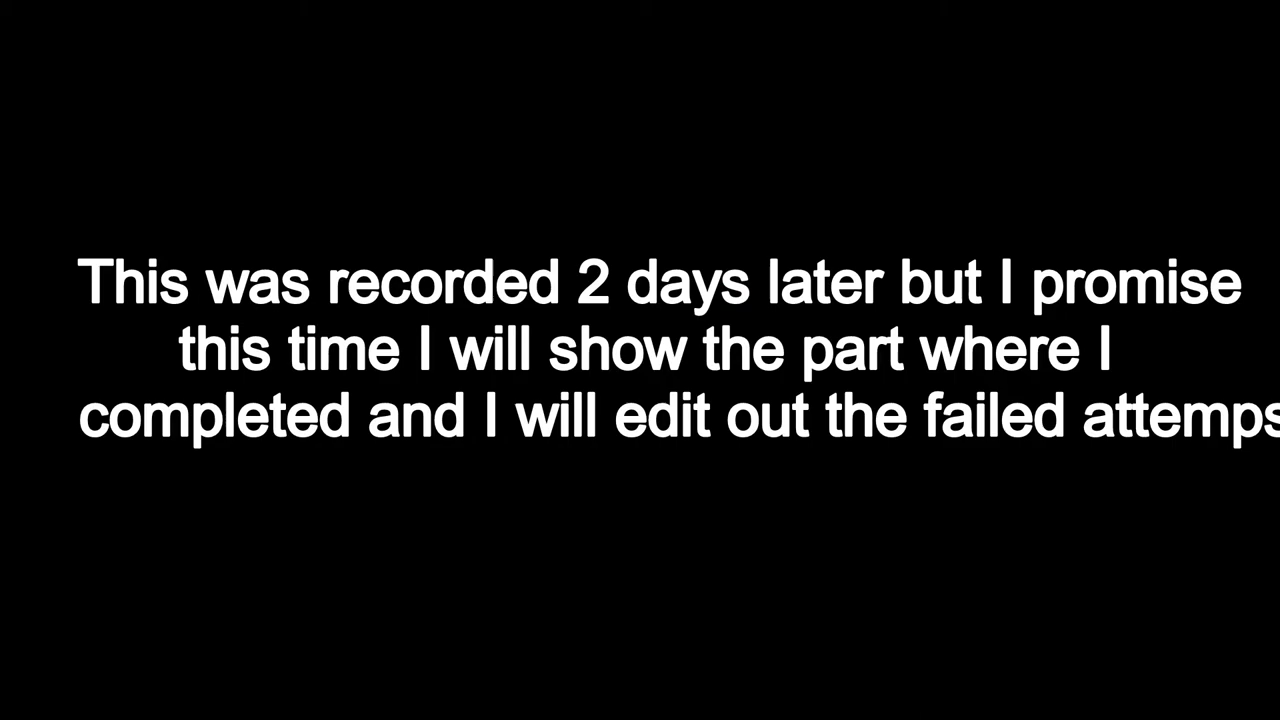 This was recorded 2 days later but I promise
this time I will show the part where I
completed and I will edit out the failed attemps